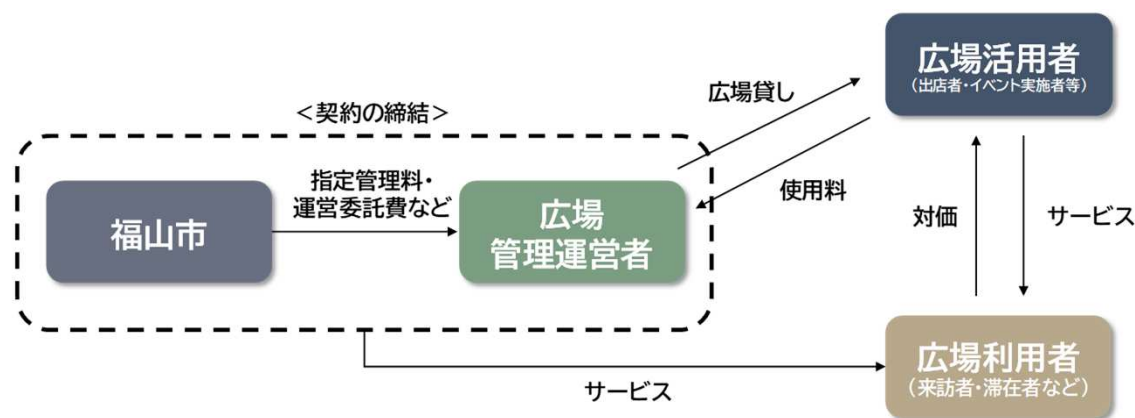 広場活用者
(出店者・イベント実施者等)
広場貸し
<契約の締結>
指定管理料・
運営委託費など
使用料
福山市
広場
管理運営者
対価
サービス
広場利用者
(来訪者・滞在者など)
サービス